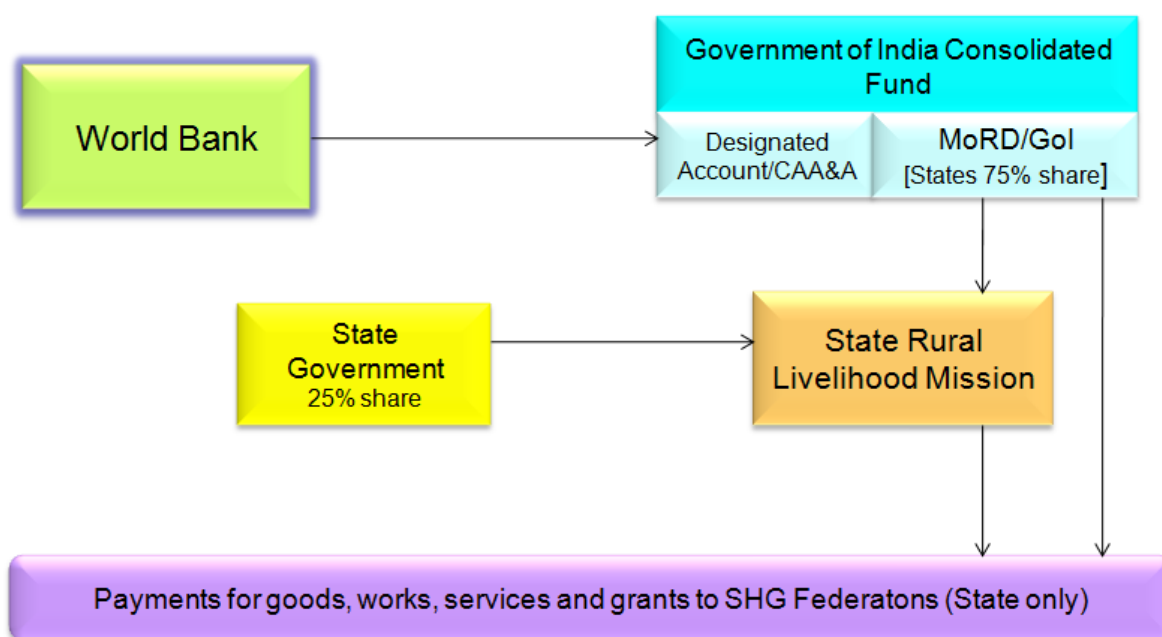 World Bank
Government of India Consolidated
Fund
Designated
Account/CAA&A
MoRD/GoI
[States 75% share]
State
Government
25% share
State Rural
Livelihood Mission
Payments for goods, works, services and grants to SHG Federatons (State only)